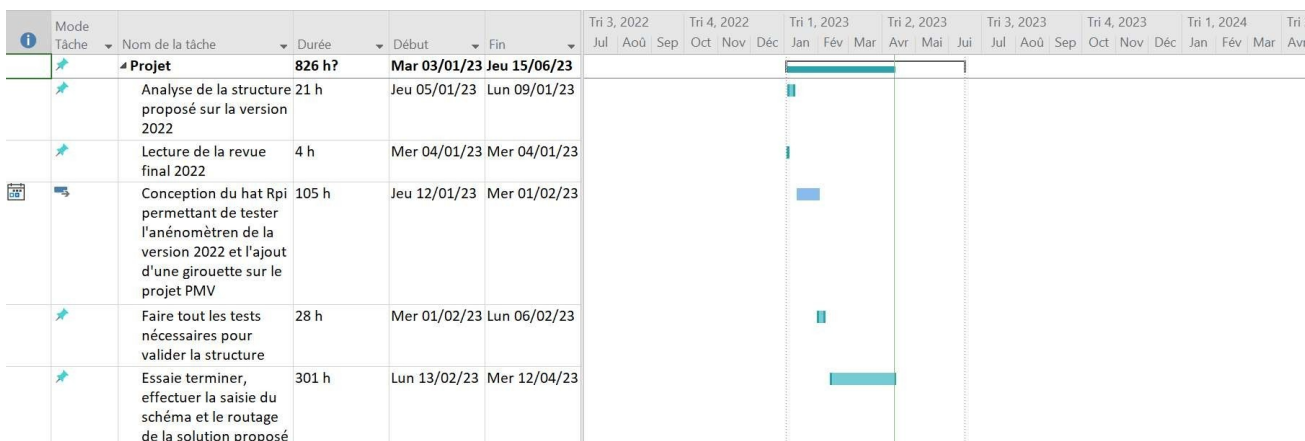 Tri 3, 2022 Tri 4, 2022 Tri 1, 2023 Tri 2, 2023 Tri 3, 2023 Tri 4, 2023 Tri 1, 2024 Tri
Mode
Tâche Nom de la tâche Durée Début Fin Jul Aoû Sep Oct Nov Déc Jan Fév Mar Avr Mai Jui Jul Aoû Sep Oct Nov Déc Jan Fév Mar Avr
Projet 826 h? Mar 03/01/23 Jeu 15/06/23
Analyse de la structure 21 h Jeu 05/01/23 Lun 09/01/23
proposé sur la version
2022
Lecture de la revue 4 h Mer 04/01/23 Mer 04/01/23
final 2022
Conception du hat Rpi 105 h Jeu 12/01/23 Mer 01/02/23
permettant de tester
l'anénomètren de la
version 2022 et l'ajout
d'une girouette sur le
projet PMV
Faire tout les tests 28 h Mer 01/02/23 Lun 06/02/23
nécessaires pour
valider la structure
Essaie terminer, 301 h Lun 13/02/23 Mer 12/04/23
effectuer la saisie du
schéma et le routage
de la solution proposé